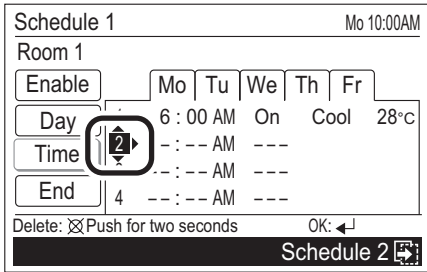 Schedule 1 Mo 10:00AM
Room 1
Enable Mo Tu We Th Fr
Day 6 : 00 AM On Cool 28°C
Time 2 – : – – AM – – –
– : – – AM – – –
End 4 – – : – – AM – – –
Delete: Push for two seconds OK:
Schedule 2